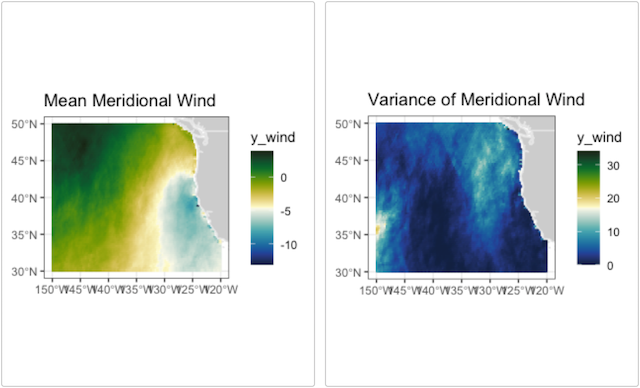 Mean Meridional Wind
50°N
45°N
40°N
35°N
30°N
150°W145°W140°W135°W130°W125°W120°W
y_wind
0
-5
-10
Variance of Meridional Wind
50°N
45°N
40°N
35°N
30°N
150°W145°W140°W135°W130°W125°W120°W
y_wind
30
20
10
0